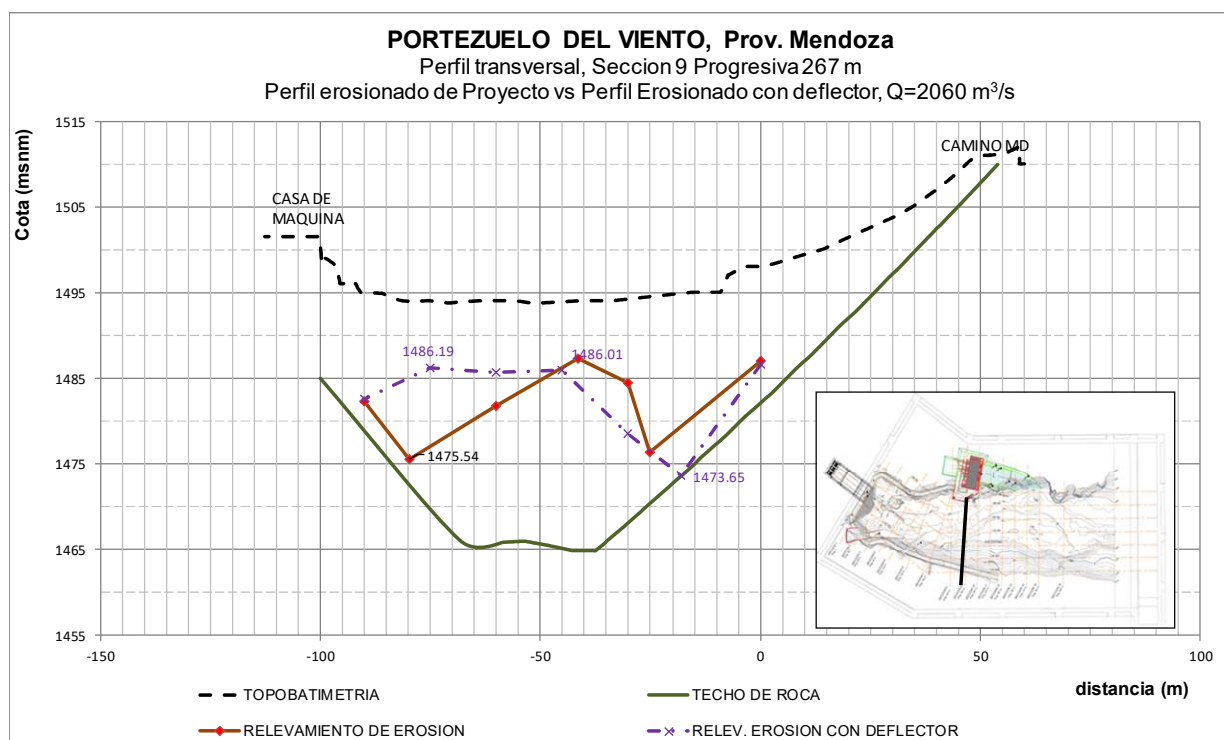 PORTEZUELO DEL VIENTO, Prov. Mendoza
Perfil transversal, Seccion 9 Progresiva 267 m
Perfil erosionado de Proyecto vs Perfil Erosionado con deflector, Q=2060 m³/s
Cota (msnm)
1515
1505
1495
1485
1475
1465
1455
CASA DE
MAQUINA
CAMINO MD
1486.19
1486.01
1475.54
1473.65
-150
-100
-50
0
50
100
distancia (m)
TOPOBATIMETRIA
TECHO DE ROCA
RELEVAMIENTO DE EROSION
RELEV. EROSION CON DEFLECTOR